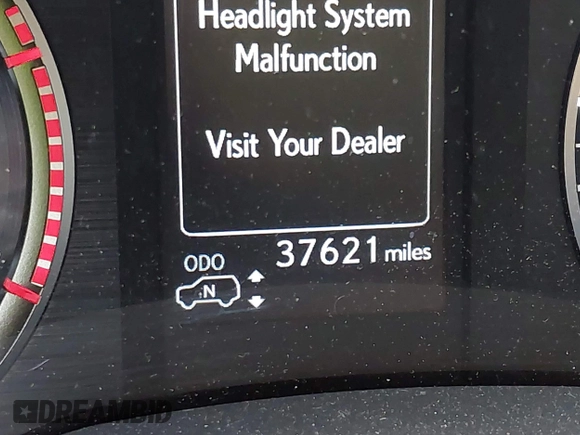 Headlight System
Malfunction
Visit Your Dealer
ODO 37621 miles
N
DREAMBID